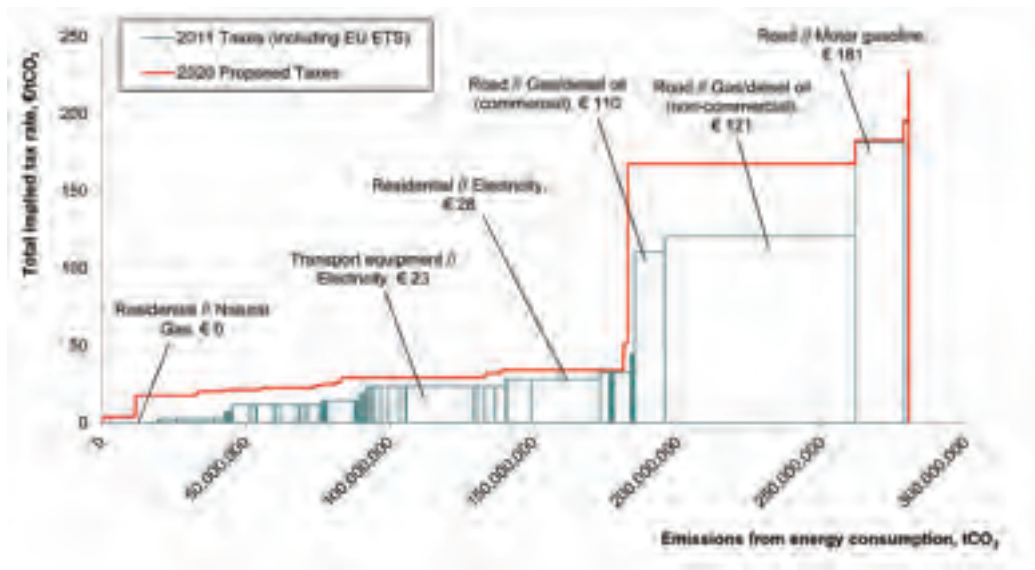 250
200
150
100
50
0
Total implied tax rate, €/tCO₂
2011 Taxes (including EU ETS)
2020 Proposed Taxes
Road // Motor gasoline,
€ 181
Road // Gas/diesel oil
(commercial), € 110
Road // Gas/diesel oil
(non-commercial),
€ 121
Residential // Electricity,
€ 28
Transport equipment //
Electricity, € 23
Residential // Natural
Gas, € 0
0
50,000,000
100,000,000
150,000,000
200,000,000
250,000,000
300,000,000
Emissions from energy consumption, tCO₂